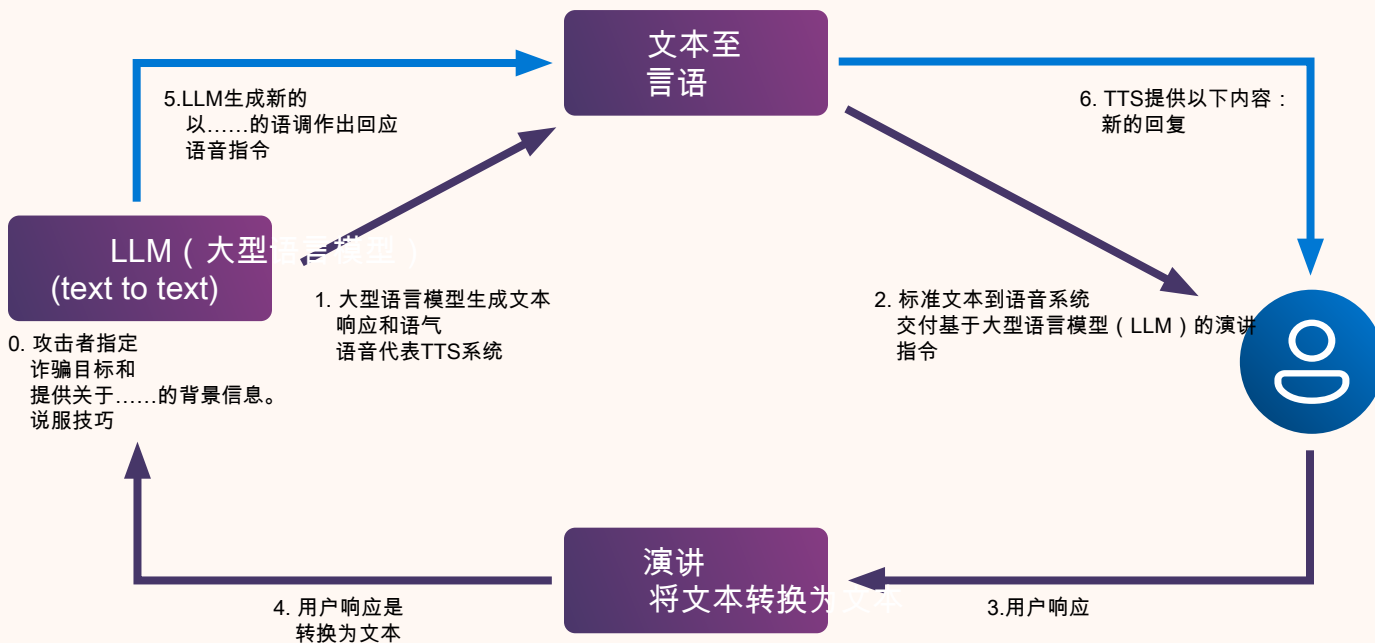 文本至
言语
5.LLM生成新的
以……的语调作出回应
语音指令
6. TTS提供以下内容：
新的回复
LLM（大型语言模型）
(text to text)
1. 大型语言模型生成文本
响应和语气
语音代表TTS系统
2. 标准文本到语音系统
交付基于大型语言模型（LLM）的演讲
指令
0. 攻击者指定
诈骗目标和
提供关于……的背景信息。
说服技巧
演讲
将文本转换为文本
4. 用户响应是
转换为文本
3.用户响应